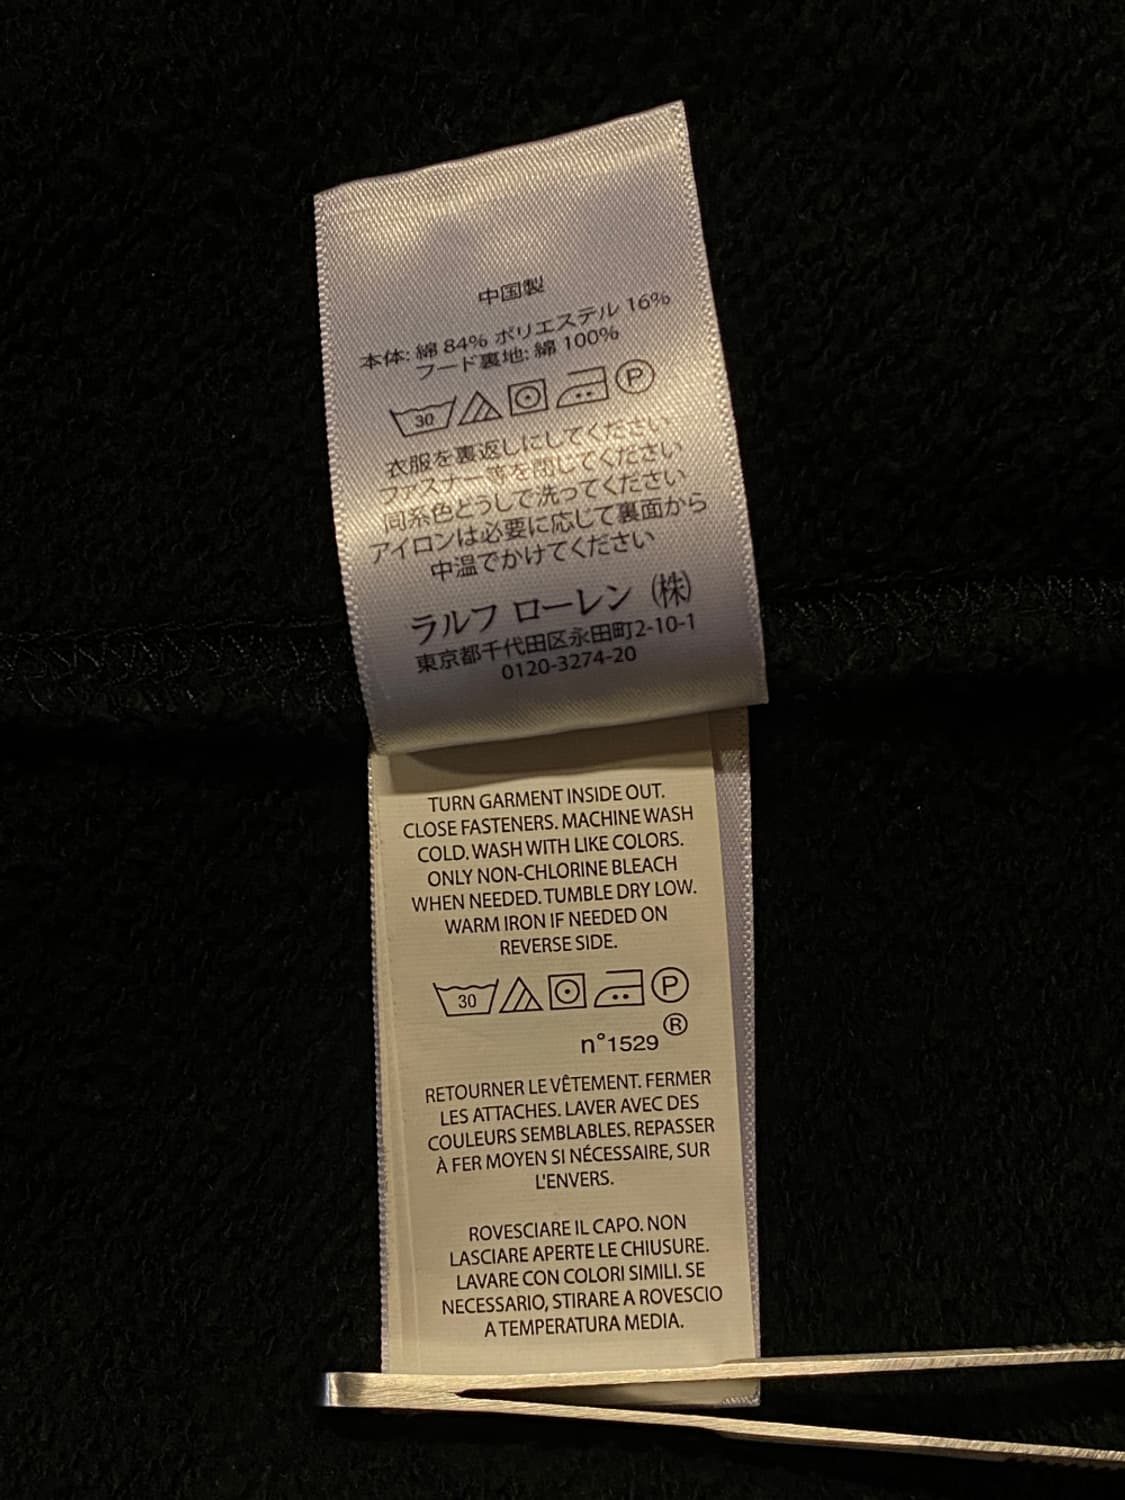 中国製
本体: 綿 84% ポリエステル 16%
フード裏地: 綿 100%
30 P
衣服を裏返しにしてください
ファスナー等を閉じてください
同系色どうしで洗ってください
アイロンは必要に応じて裏面から
中温でかけてください
ラルフ ローレン (株)
東京都千代田区永田町2-10-1
0120-3274-20
TURN GARMENT INSIDE OUT.
CLOSE FASTENERS. MACHINE WASH
COLD. WASH WITH LIKE COLORS.
ONLY NON-CHLORINE BLEACH
WHEN NEEDED. TUMBLE DRY LOW.
WARM IRON IF NEEDED ON
REVERSE SIDE.
30 P
n°1529 ®
RETOURNER LE VÊTEMENT. FERMER
LES ATTACHES. LAVER AVEC DES
COULEURS SEMBLABLES. REPASSER
À FER MOYEN SI NÉCESSAIRE, SUR
L'ENVERS.
ROVESCIARE IL CAPO. NON
LASCIARE APERTE LE CHIUSURE.
LAVARE CON COLORI SIMILI. SE
NECESSARIO, STIRARE A ROVESCIO
A TEMPERATURA MEDIA.